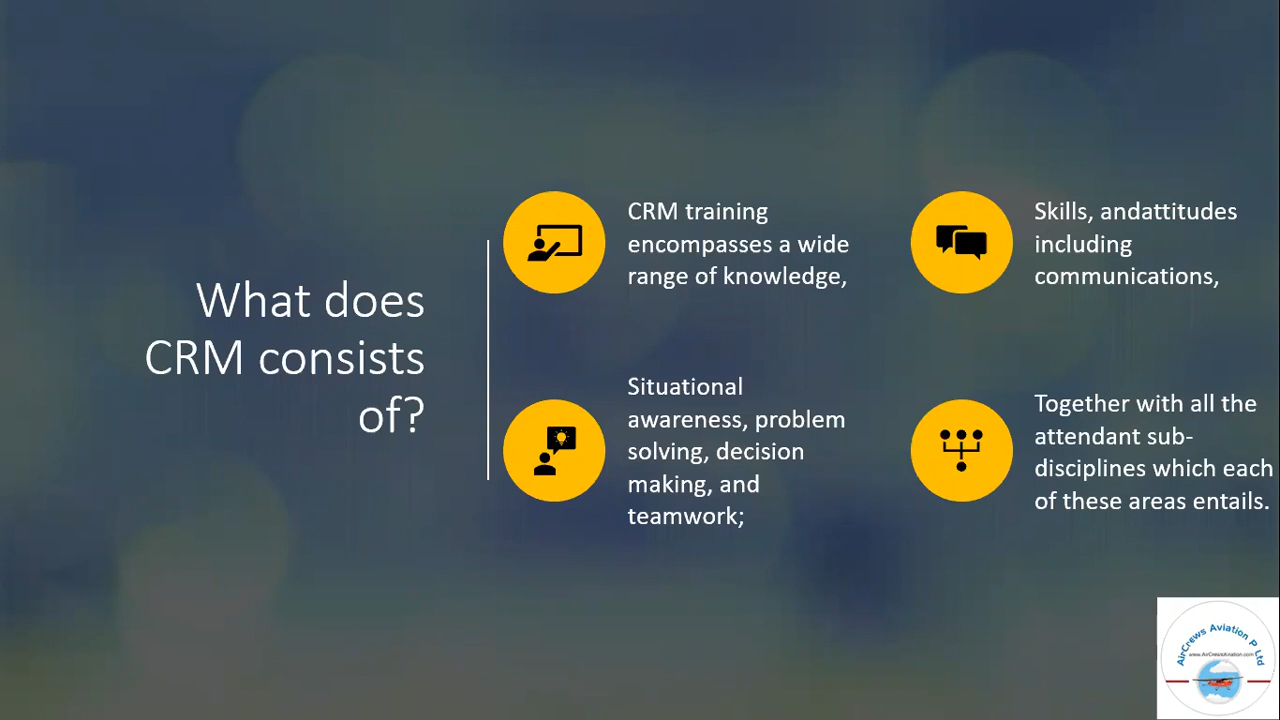 What does
CRM consists
of?
CRM training
encompasses a wide
range of knowledge,
Skills, andattitudes
including
communications,
Situational
awareness, problem
solving, decision
making, and
teamwork;
Together with all the
attendant sub-
disciplines which each
of these areas entails.
AirCrews Aviation P Ltd